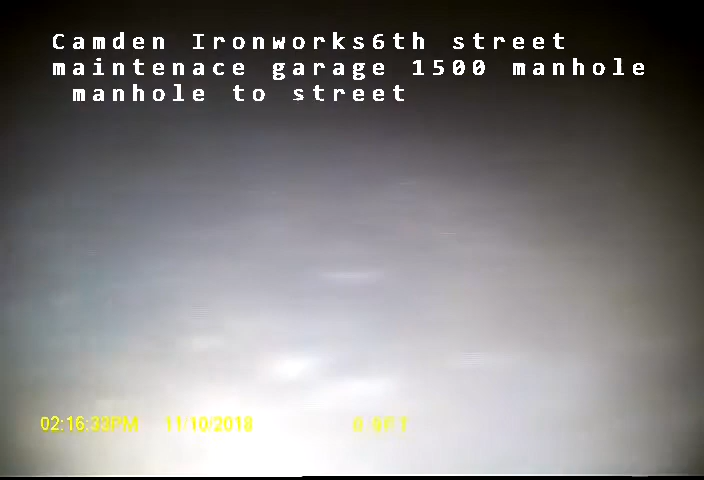 Camden Ironworks6th street
maintenace garage 1500 manhole
manhole to street
02:16:33PM 11/10/2018